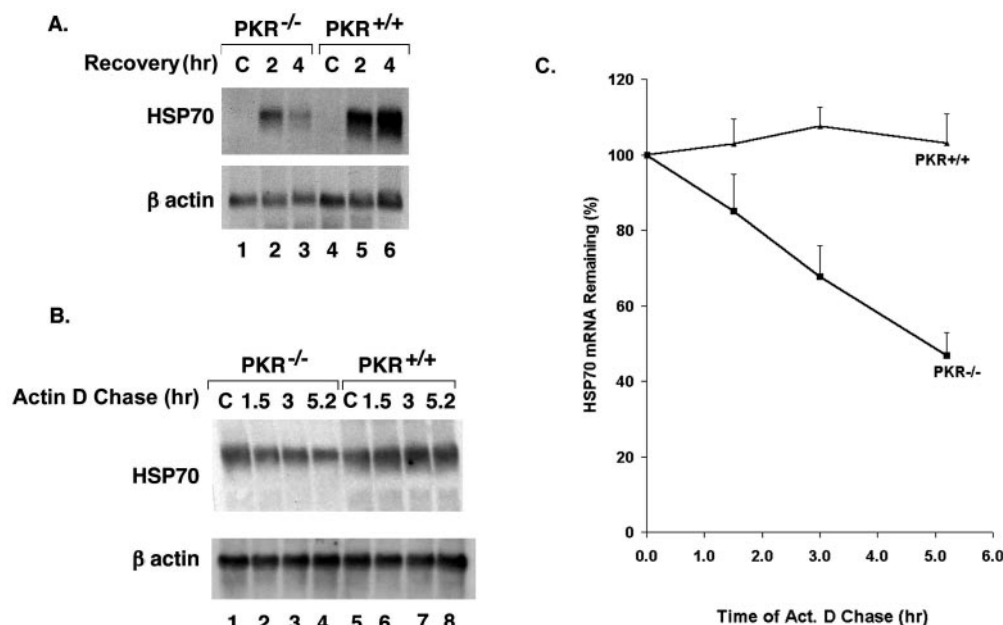 A.
PKR-/- PKR+/+
Recovery (hr) C 2 4 C 2 4
HSP70
β actin
1 2 3 4 5 6
B.
PKR-/- PKR+/+
Actin D Chase (hr) C 1.5 3 5.2 C 1.5 3 5.2
HSP70
β actin
1 2 3 4 5 6 7 8
C.
HSP70 mRNA Remaining (%)
120
100
80
60
40
20
0
PKR+/+
PKR-/-
0.0 1.0 2.0 3.0 4.0 5.0 6.0
Time of Act. D Chase (hr)